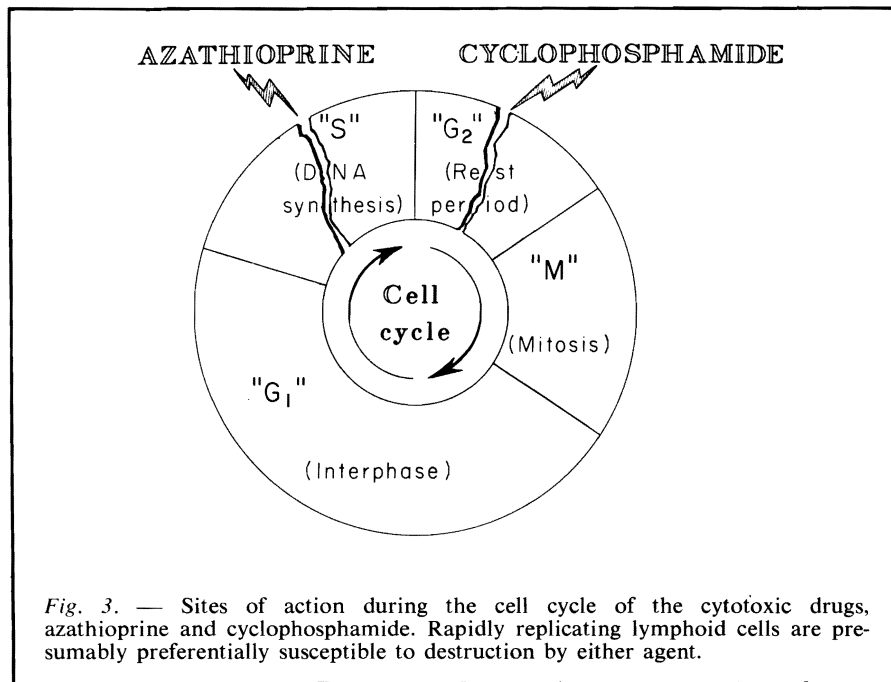 AZATHIOPRINE CYCLOPHOSPHAMIDE
"S" "G₂"
(DNA (Rest
synthesis) period)
"M"
(Mitosis)
Cell
cycle
"G₁"
(Interphase)
Fig. 3. — Sites of action during the cell cycle of the cytotoxic drugs,
azathioprine and cyclophosphamide. Rapidly replicating lymphoid cells are pre-
sumably preferentially susceptible to destruction by either agent.